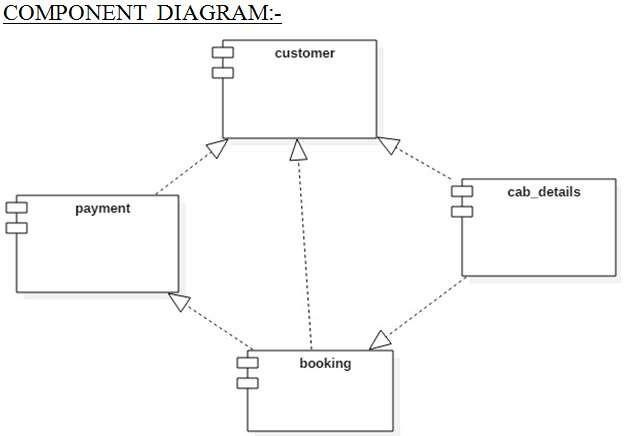 COMPONENT DIAGRAM:-
customer
payment
cab_details
booking